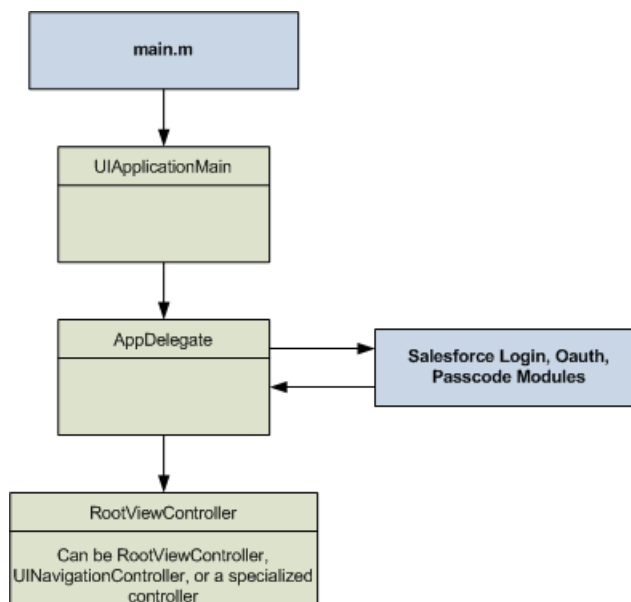 main.m
UIApplicationMain
AppDelegate
Salesforce Login, Oauth,
Passcode Modules
RootViewController
Can be RootViewController,
UINavigationController, or a specialized
controller